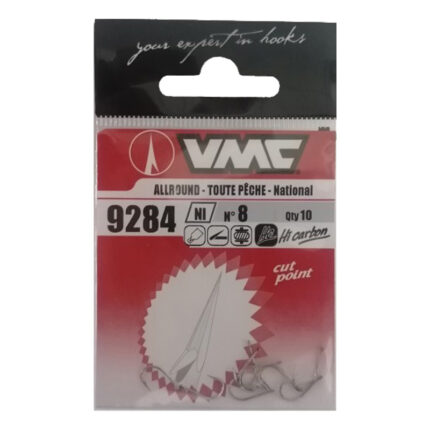 your expert in hooks
VMC
ALLROUND - TOUTE PÊCHE - National
9284 NI N° 8 Qty 10
Hi carbon
cut
point